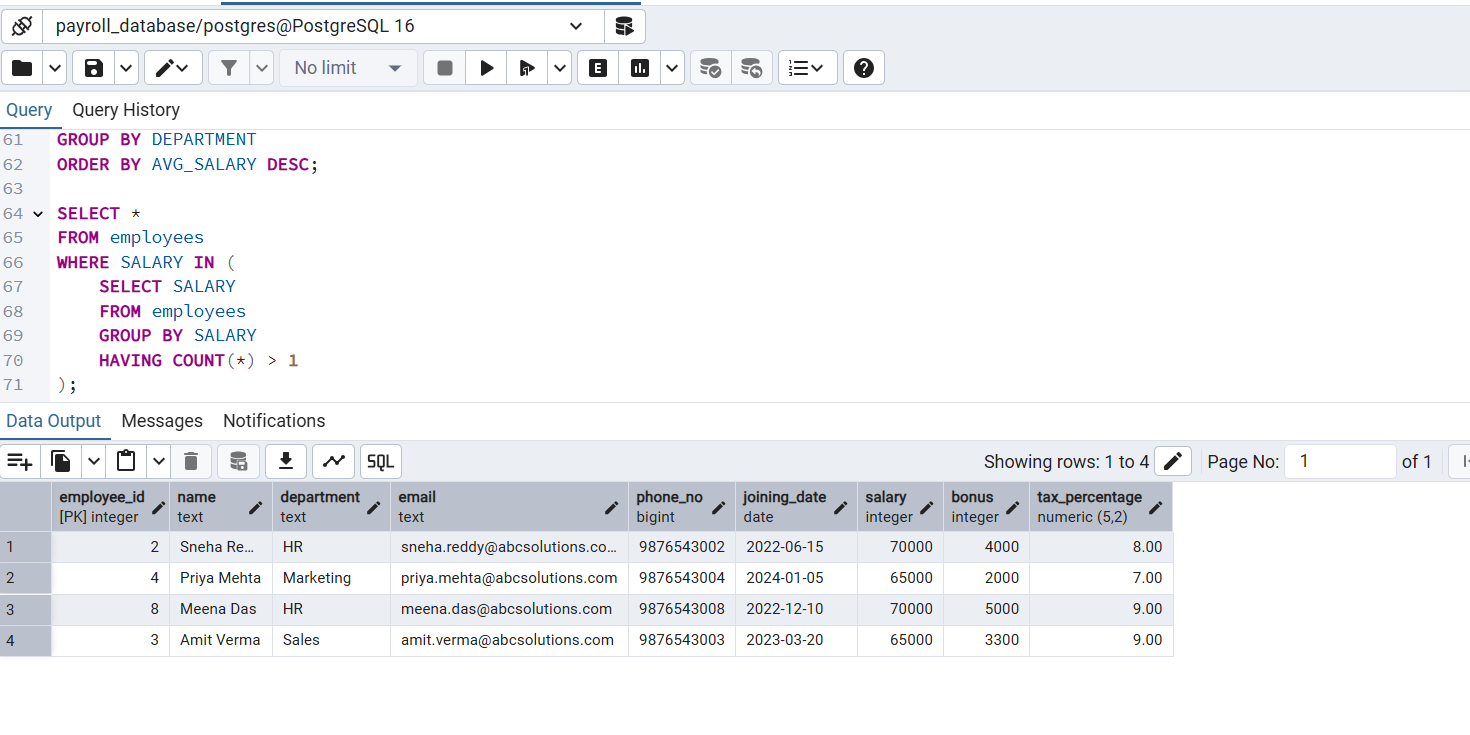 payroll_database/postgres@PostgreSQL 16
No limit
E
Query Query History
61 GROUP BY DEPARTMENT
62 ORDER BY AVG_SALARY DESC;
63
64 SELECT *
65 FROM employees
66 WHERE SALARY IN (
67 SELECT SALARY
68 FROM employees
69 GROUP BY SALARY
70 HAVING COUNT(*) > 1
71 );
Data Output Messages Notifications
SQL Showing rows: 1 to 4 Page No: 1 of 1
employee_id name department email phone_no joining_date salary bonus tax_percentage
[PK] integer text text text bigint date integer integer numeric (5,2)
1 2 Sneha Re... HR sneha.reddy@abcsolutions.co... 9876543002 2022-06-15 70000 4000 8.00
2 4 Priya Mehta Marketing priya.mehta@abcsolutions.com 9876543004 2024-01-05 65000 2000 7.00
3 8 Meena Das HR meena.das@abcsolutions.com 9876543008 2022-12-10 70000 5000 9.00
4 3 Amit Verma Sales amit.verma@abcsolutions.com 9876543003 2023-03-20 65000 3300 9.00